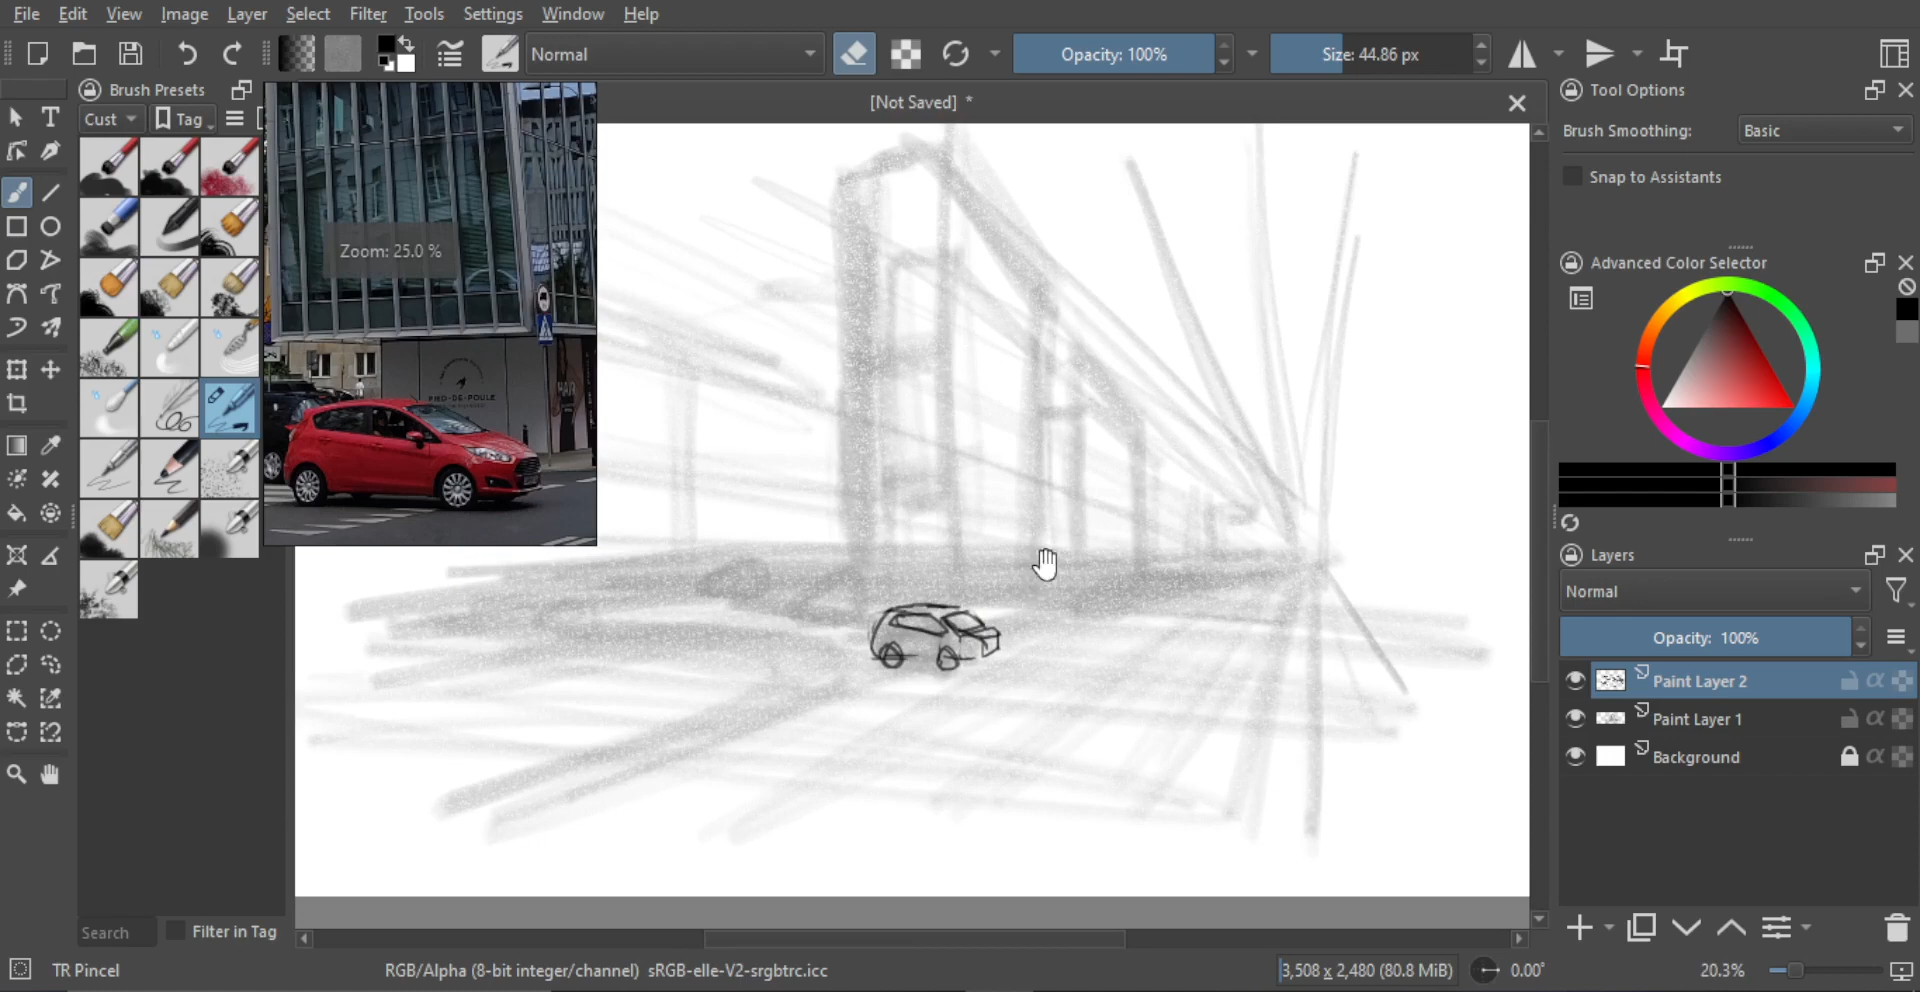 File Edit View Image Layer Select Filter Tools Settings Window Help
Normal
Opacity: 100%
Size: 44.86 px
Brush Presets
[Not Saved] *
Tool Options
Cust
Tag
Brush Smoothing:
Basic
Snap to Assistants
Zoom: 25.0 %
Advanced Color Selector
PIED-DE-POULE
HAIR
Layers
Normal
Opacity: 100%
Paint Layer 2
Paint Layer 1
Background
Search
Filter in Tag
TR Pincel
RGB/Alpha (8-bit integer/channel) sRGB-elle-V2-srgbtrc.icc
3,508 x 2,480 (80.8 MiB)
0.00°
20.3%